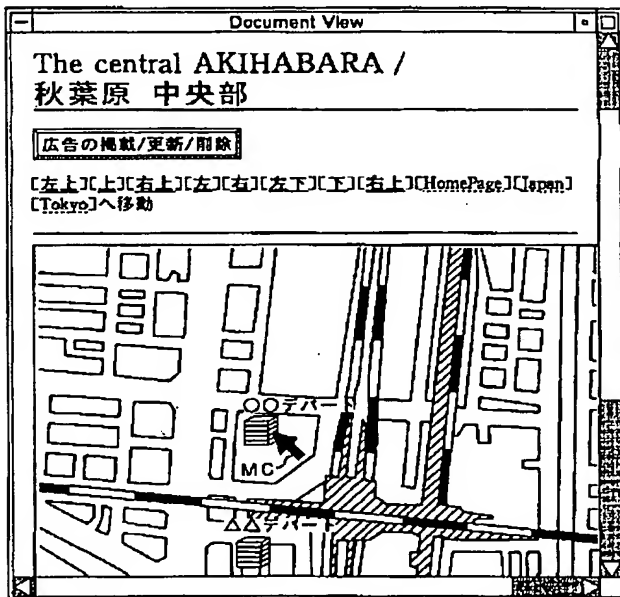 Document View
The central AKIHABARA /
秋葉原 中央部
広告の掲載/更新/削除
[左上][上][右上][左][右][左下][下][右上][HomePage][Japan]
[Tokyo]へ移動
○○デパート
MC
△△デパート